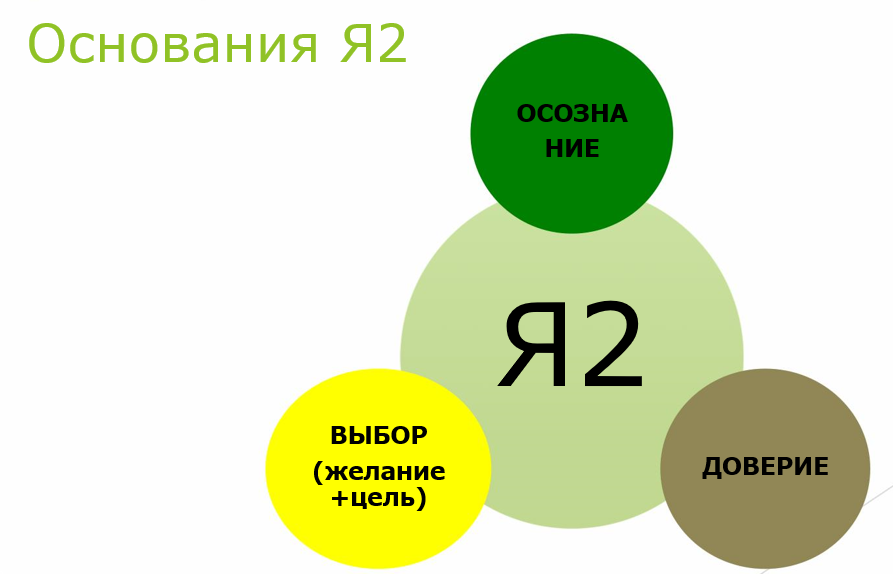 Основания Я2
ОСОЗНА
НИЕ
Я2
ВЫБОР
(желание
+цель)
ДОВЕРИЕ